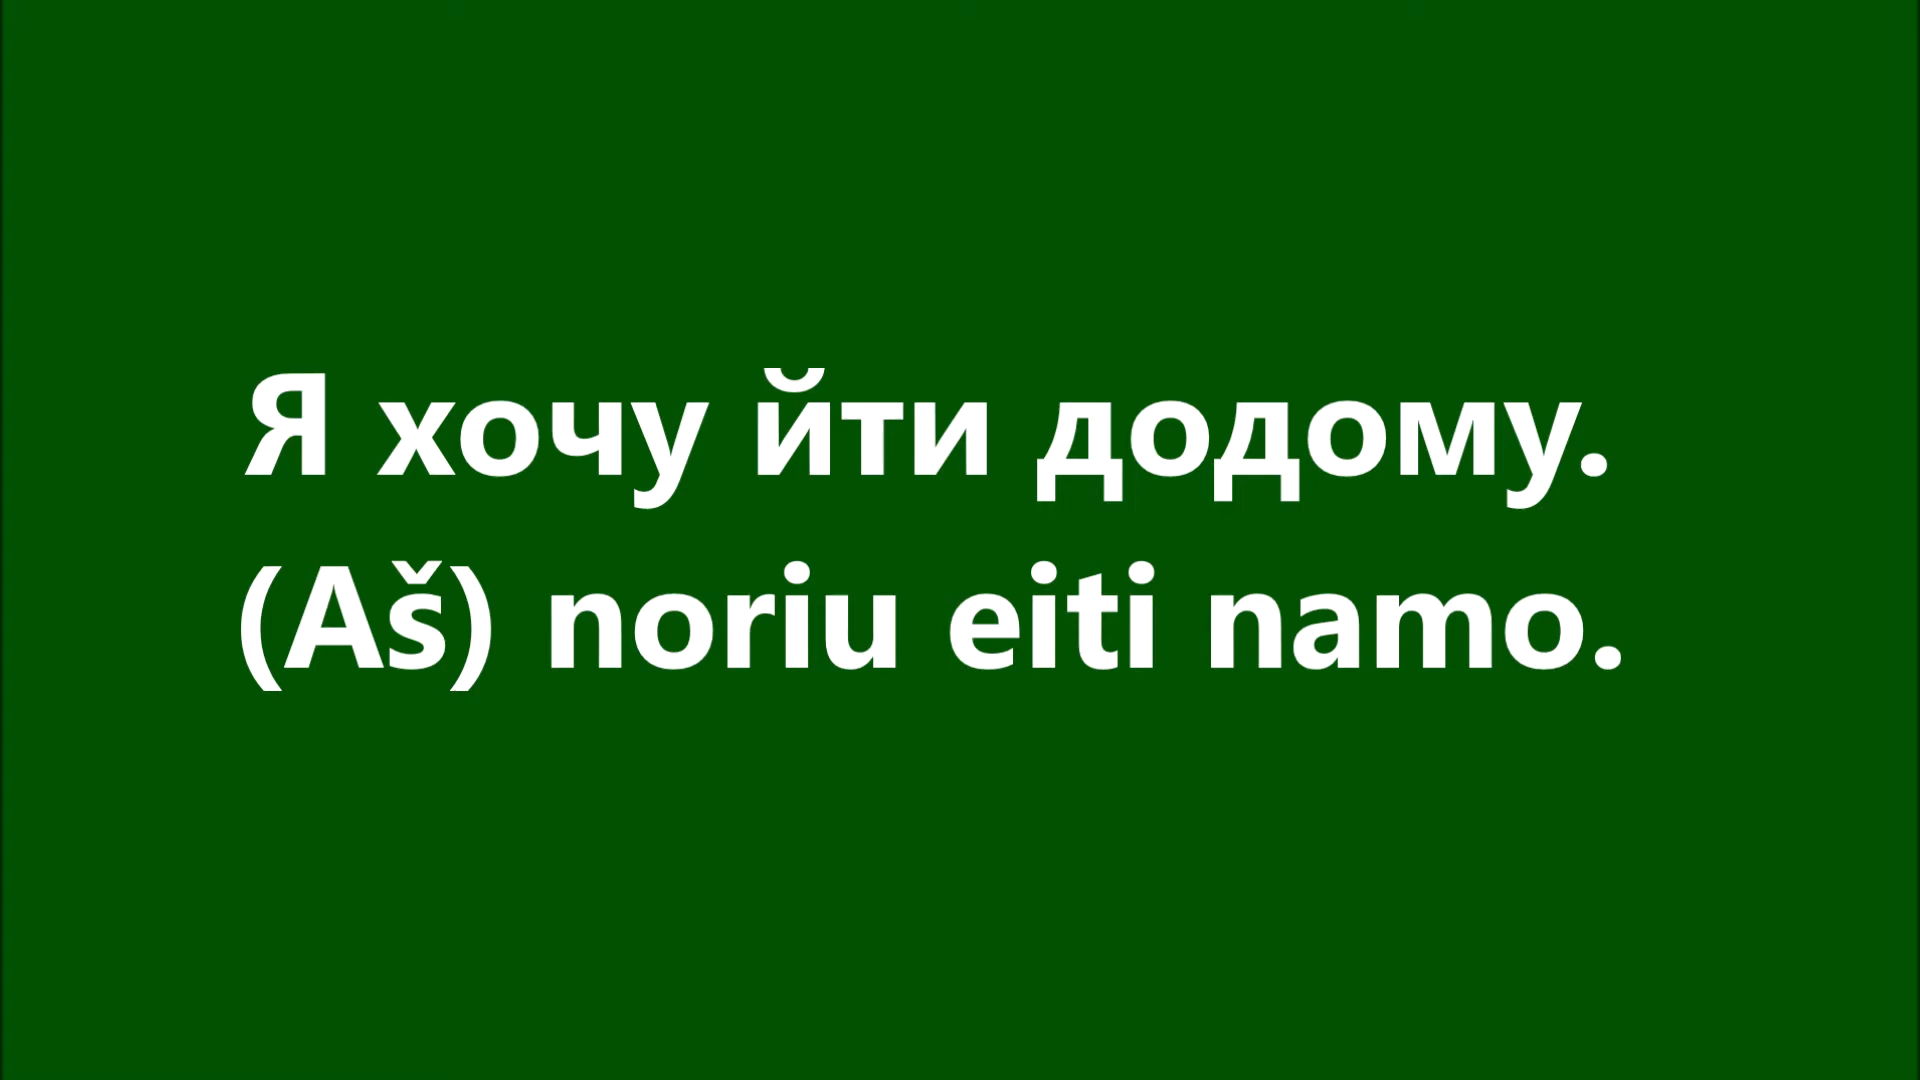 Я хочу йти додому.
(Aš) noriu eiti namo.